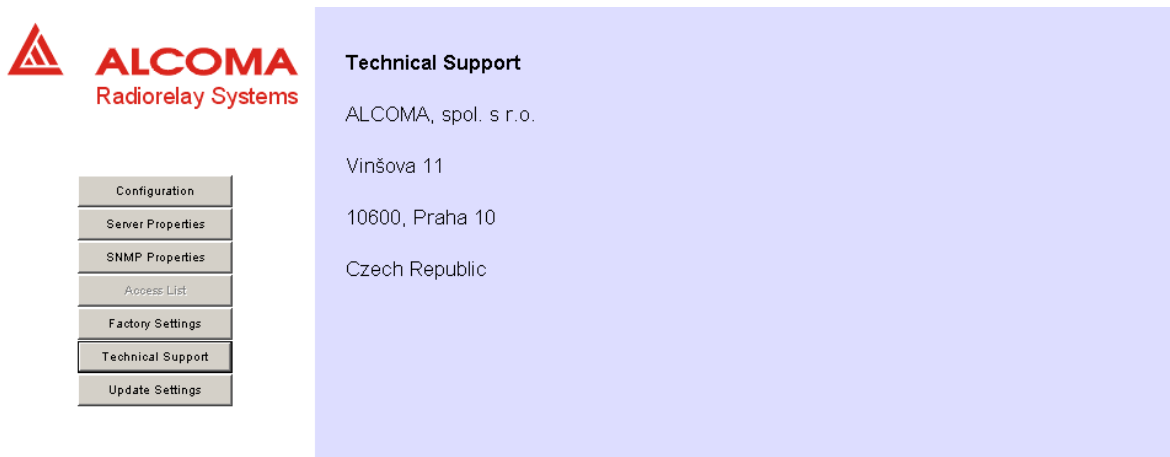 ALCOMA
Radiorelay Systems
Configuration
Server Properties
SNMP Properties
Access List
Factory Settings
Technical Support
Update Settings
Technical Support
ALCOMA, spol. s r.o.
Vinšova 11
10600, Praha 10
Czech Republic